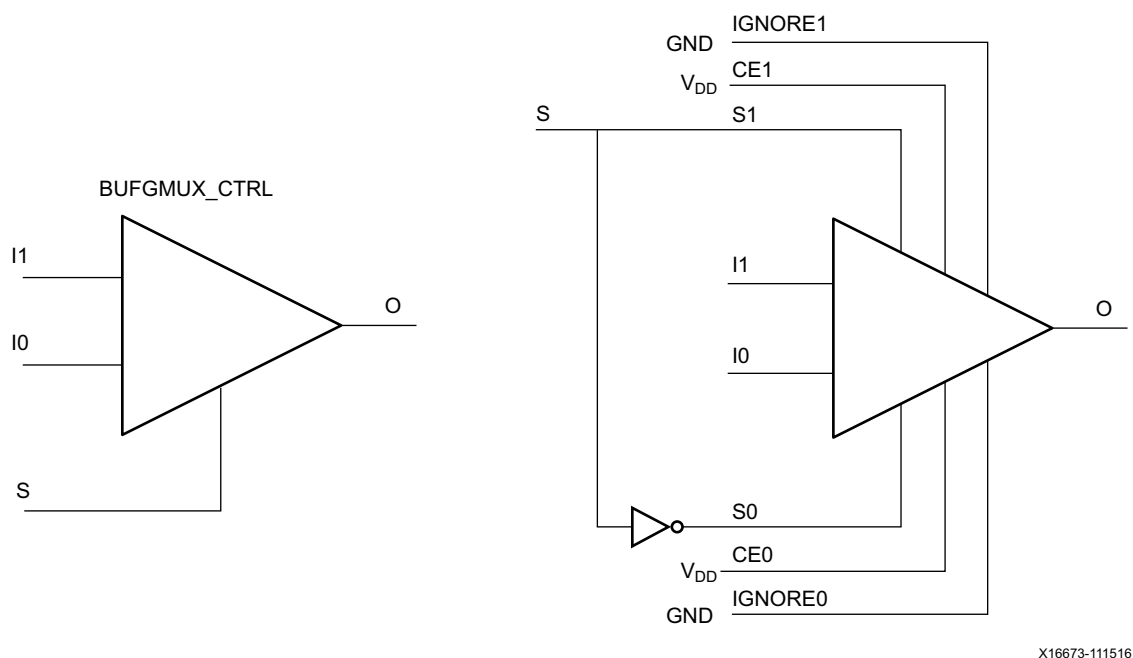 BUFGMUX_CTRL
I1
I0
S
O
IGNORE1
GND
CE1
VDD
S
S1
I1
I0
O
S0
CE0
VDD
IGNORE0
GND
X16673-111516